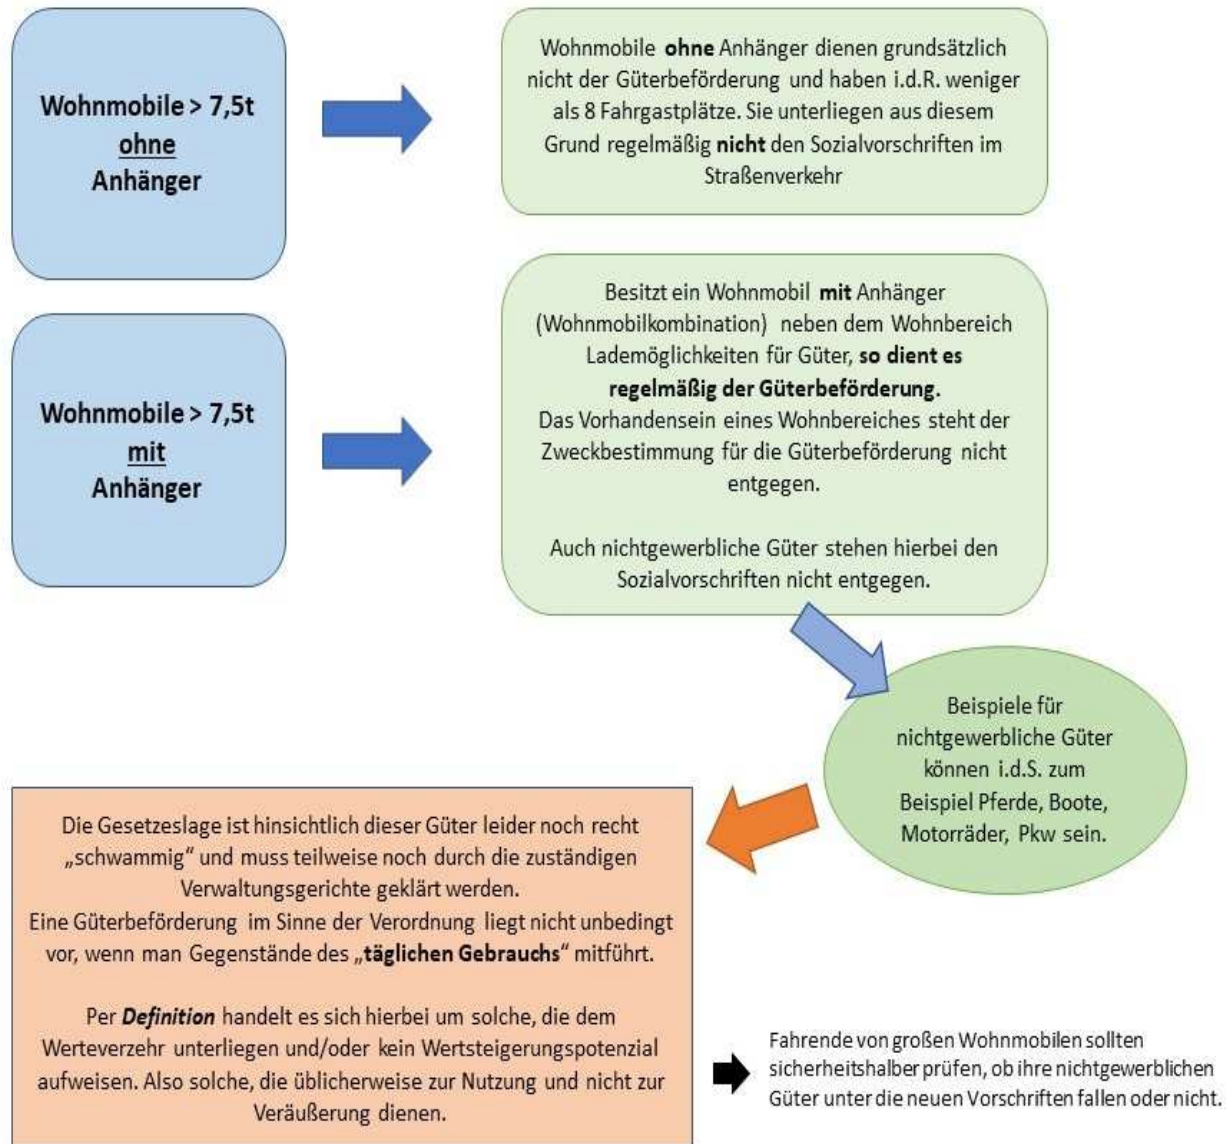 Wohnmobile > 7,5t
ohne
Anhänger
Wohnmobile ohne Anhänger dienen grundsätzlich
nicht der Güterbeförderung und haben i.d.R. weniger
als 8 Fahrgastplätze. Sie unterliegen aus diesem
Grund regelmäßig nicht den Sozialvorschriften im
Straßenverkehr
Wohnmobile > 7,5t
mit
Anhänger
Besitzt ein Wohnmobil mit Anhänger
(Wohnmobilkombination) neben dem Wohnbereich
Lademöglichkeiten für Güter, so dient es
regelmäßig der Güterbeförderung.
Das Vorhandensein eines Wohnbereiches steht der
Zweckbestimmung für die Güterbeförderung nicht
entgegen.
Auch nichtgewerbliche Güter stehen hierbei den
Sozialvorschriften nicht entgegen.
Beispiele für
nichtgewerbliche Güter
können i.d.S. zum
Beispiel Pferde, Boote,
Motorräder, Pkw sein.
Die Gesetzeslage ist hinsichtlich dieser Güter leider noch recht
„schwammig“ und muss teilweise noch durch die zuständigen
Verwaltungsgerichte geklärt werden.
Eine Güterbeförderung im Sinne der Verordnung liegt nicht unbedingt
vor, wenn man Gegenstände des „täglichen Gebrauchs“ mitführt.
Per Definition handelt es sich hierbei um solche, die dem
Werteverzehr unterliegen und/oder kein Wertsteigerungspotenzial
aufweisen. Also solche, die üblicherweise zur Nutzung und nicht zur
Veräußerung dienen.
Fahrende von großen Wohnmobilen sollten
sicherheitshalber prüfen, ob ihre nichtgewerblichen
Güter unter die neuen Vorschriften fallen oder nicht.